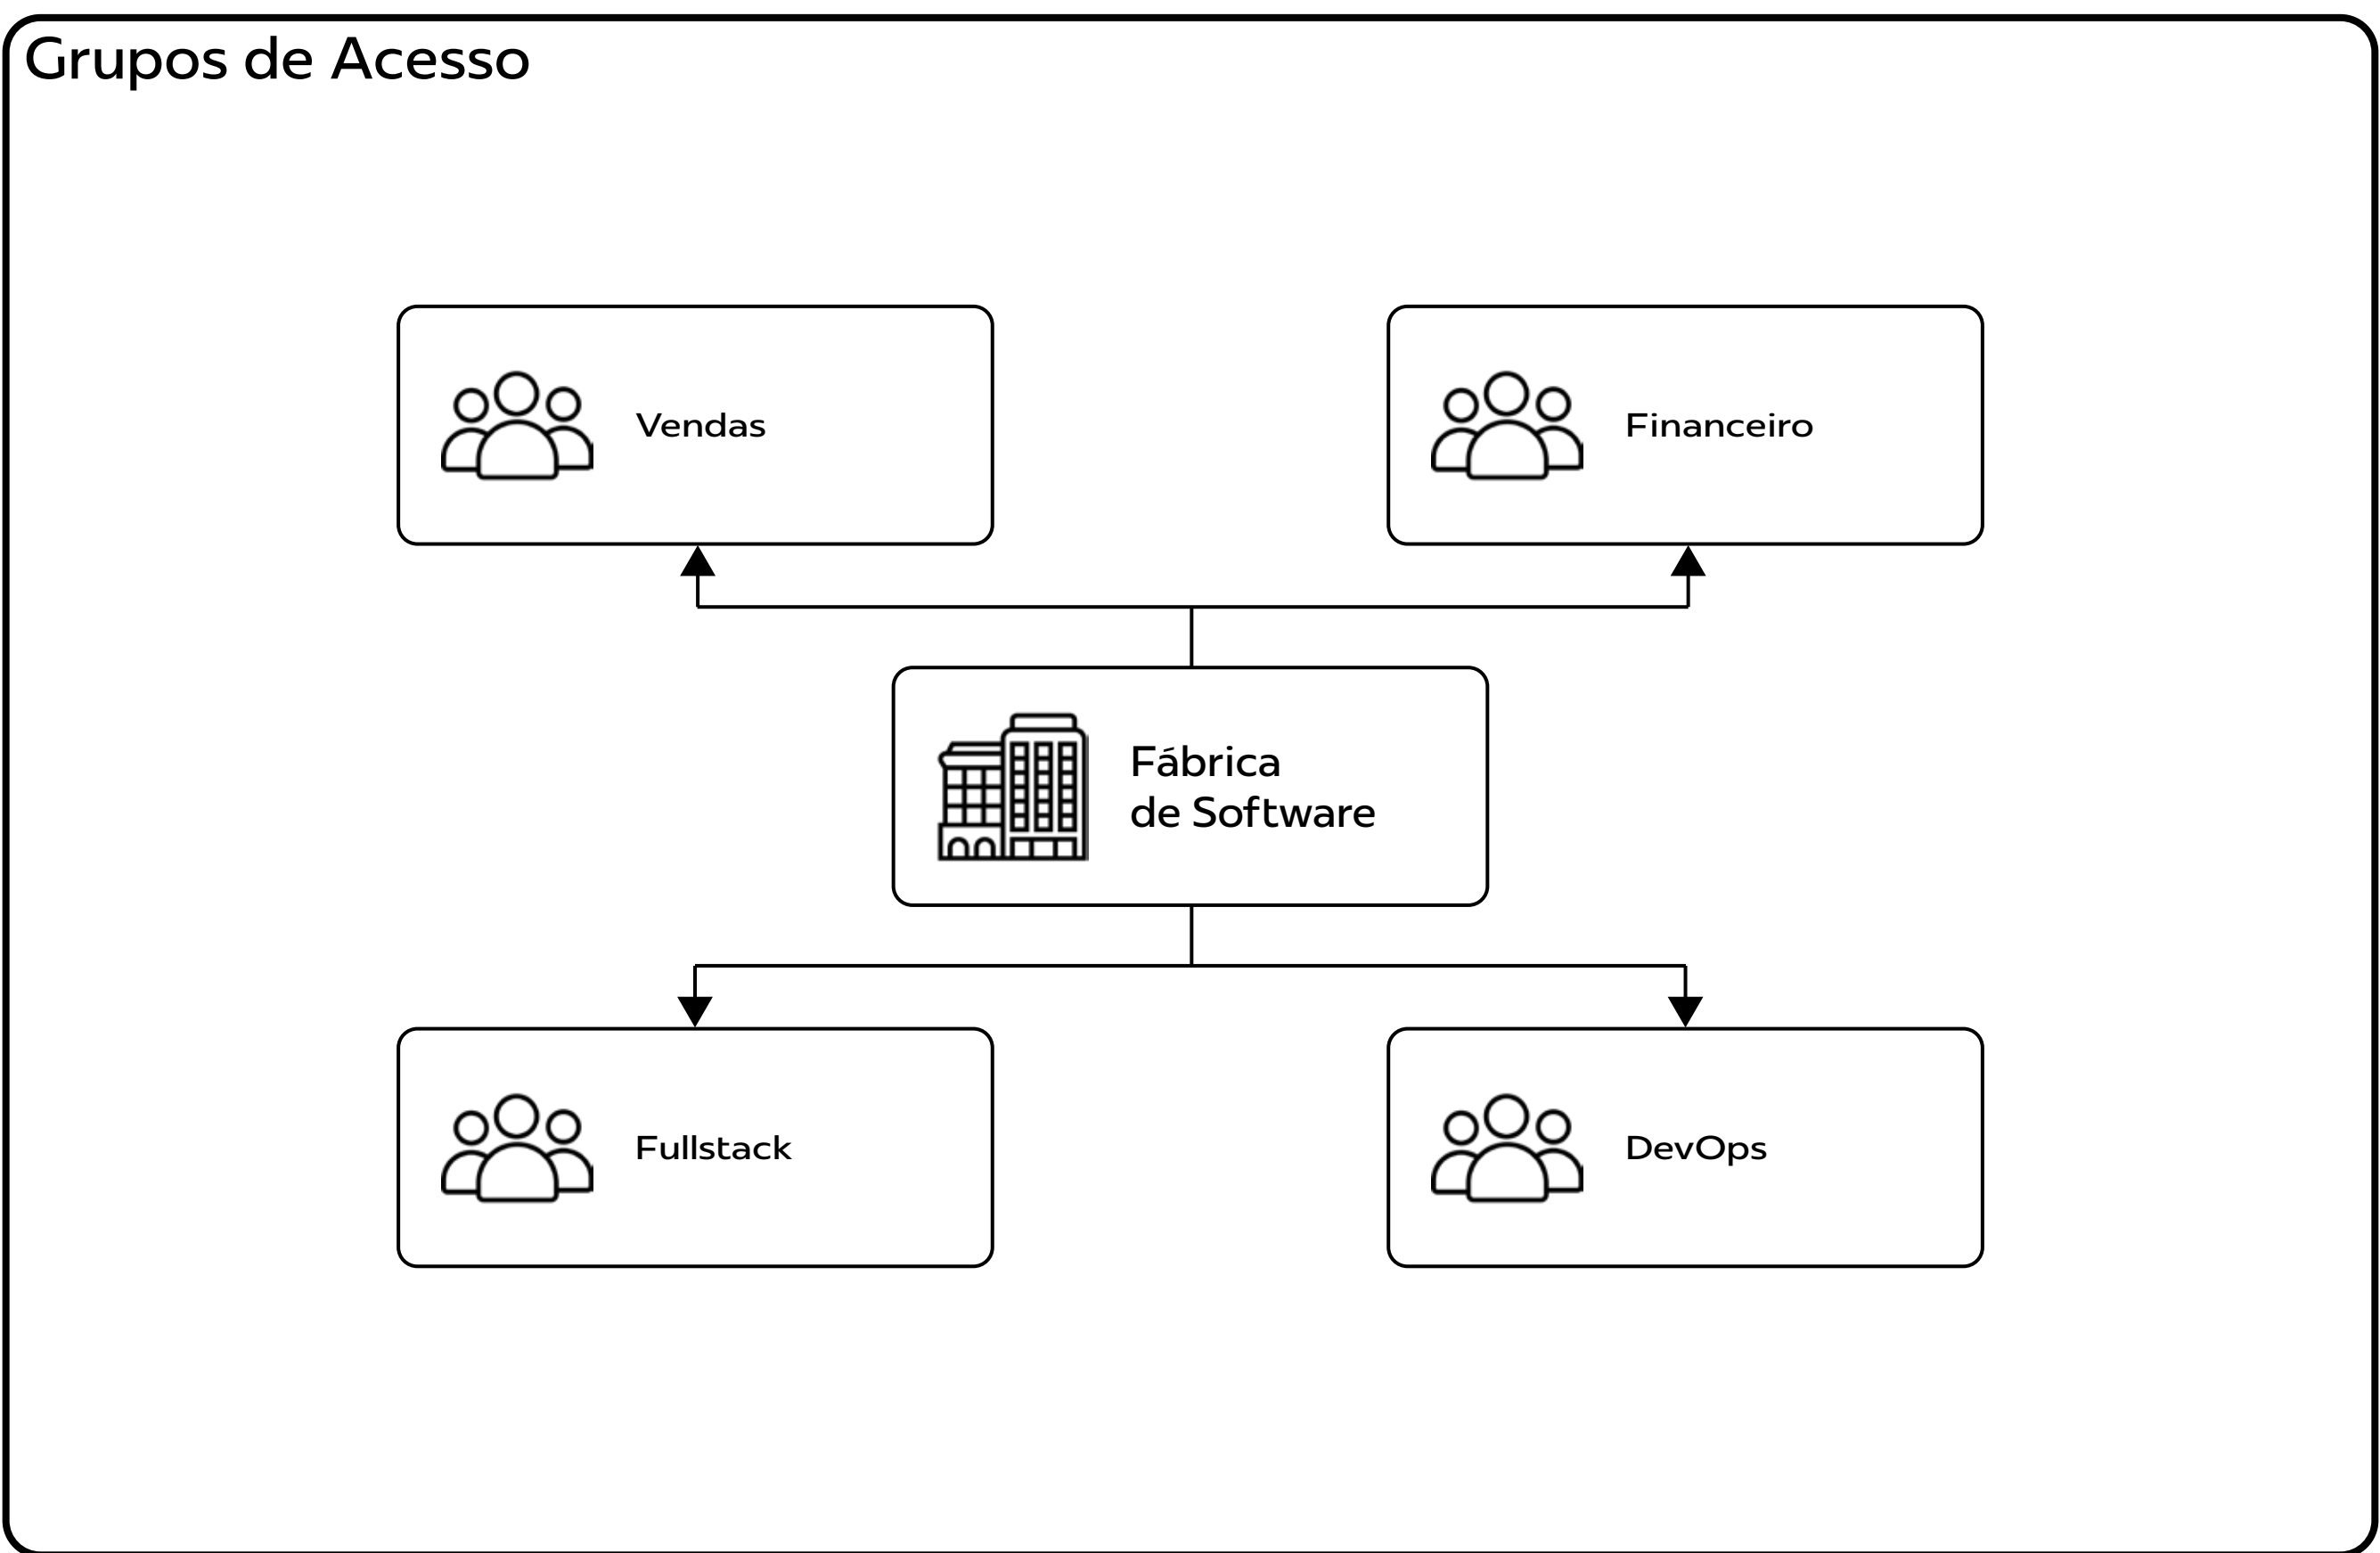 Grupos de Acesso
Vendas
Financeiro
Fábrica
de Software
Fullstack
DevOps